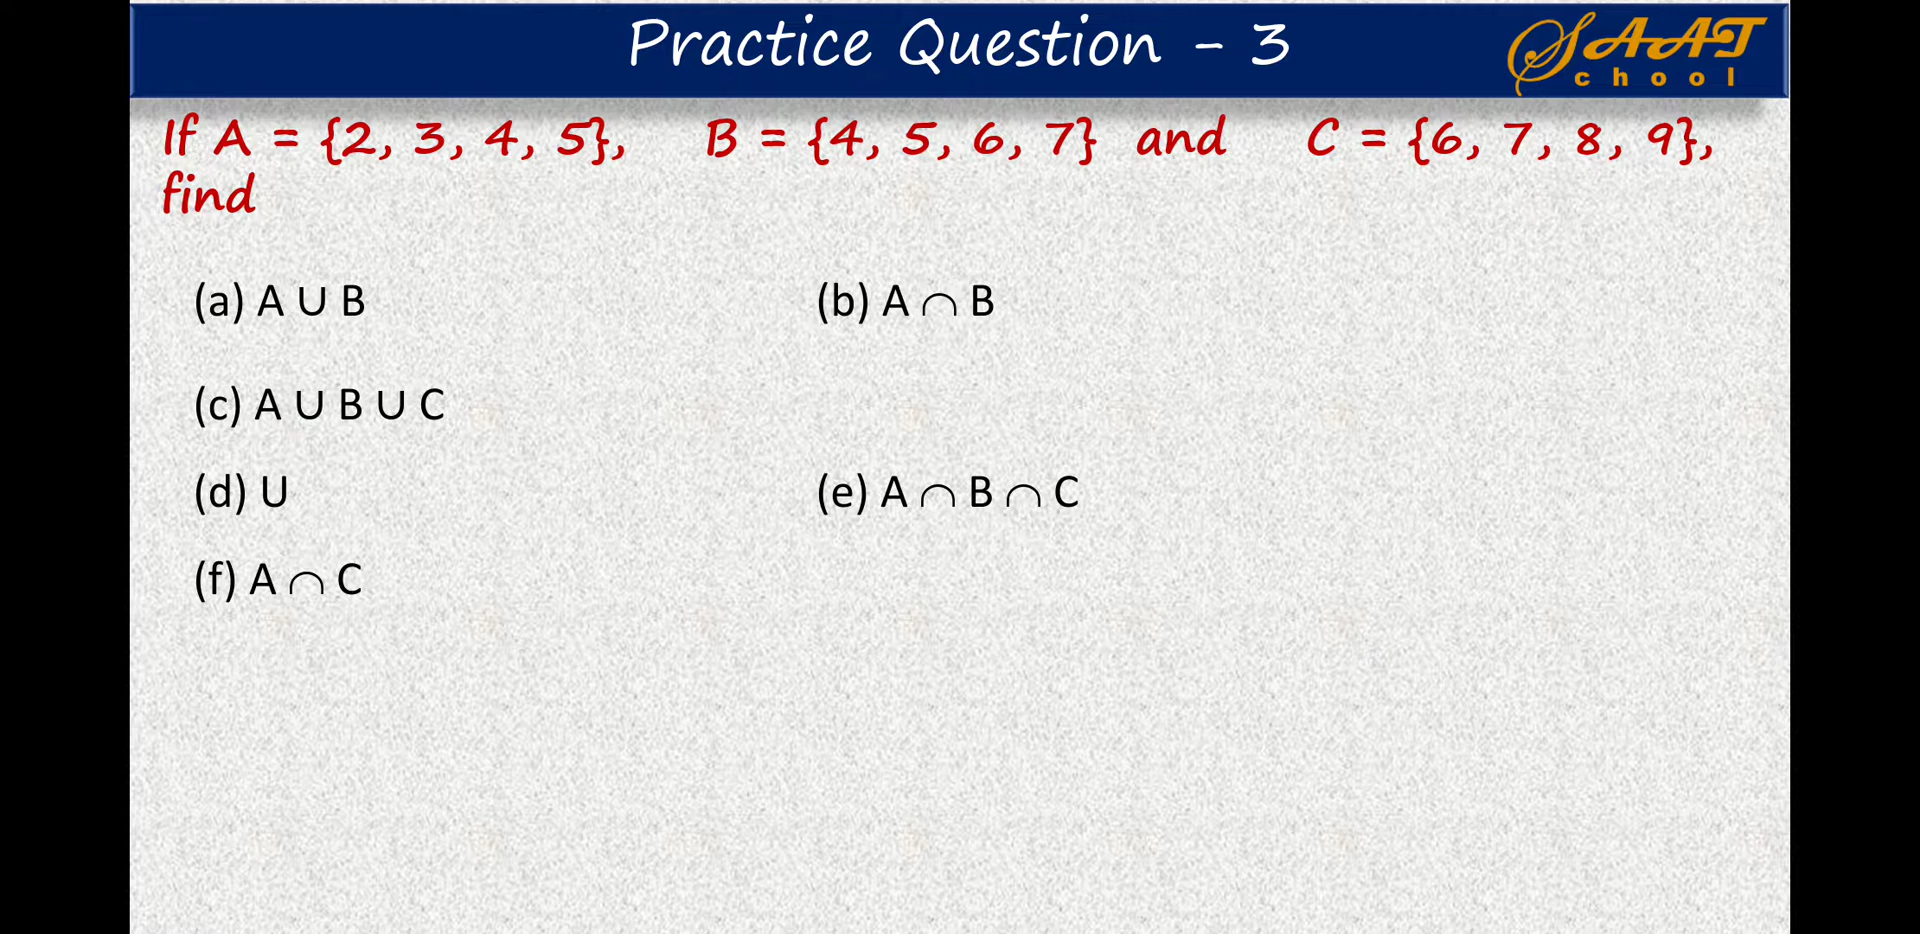 Practice Question - 3
SAAT
chool
If A = {2, 3, 4, 5}, B = {4, 5, 6, 7} and C = {6, 7, 8, 9},
find
(a) A ∪ B (b) A ∩ B
(c) A ∪ B ∪ C
(d) U (e) A ∩ B ∩ C
(f) A ∩ C